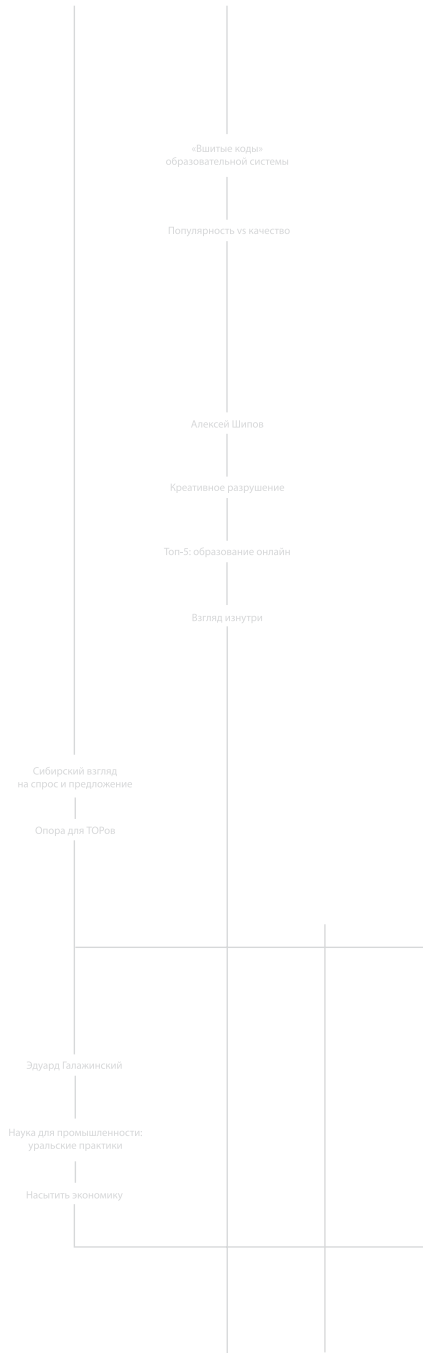 «Вшитые коды»
образовательной системы
Популярность vs качество
Алексей Шипов
Креативное разрушение
Топ-5: образование онлайн
Взгляд изнутри
Сибирский взгляд
на спрос и предложение
Опора для ТОРов
Эдуард Галажинский
Наука для промышленности:
уральские практики
Насытить экономику